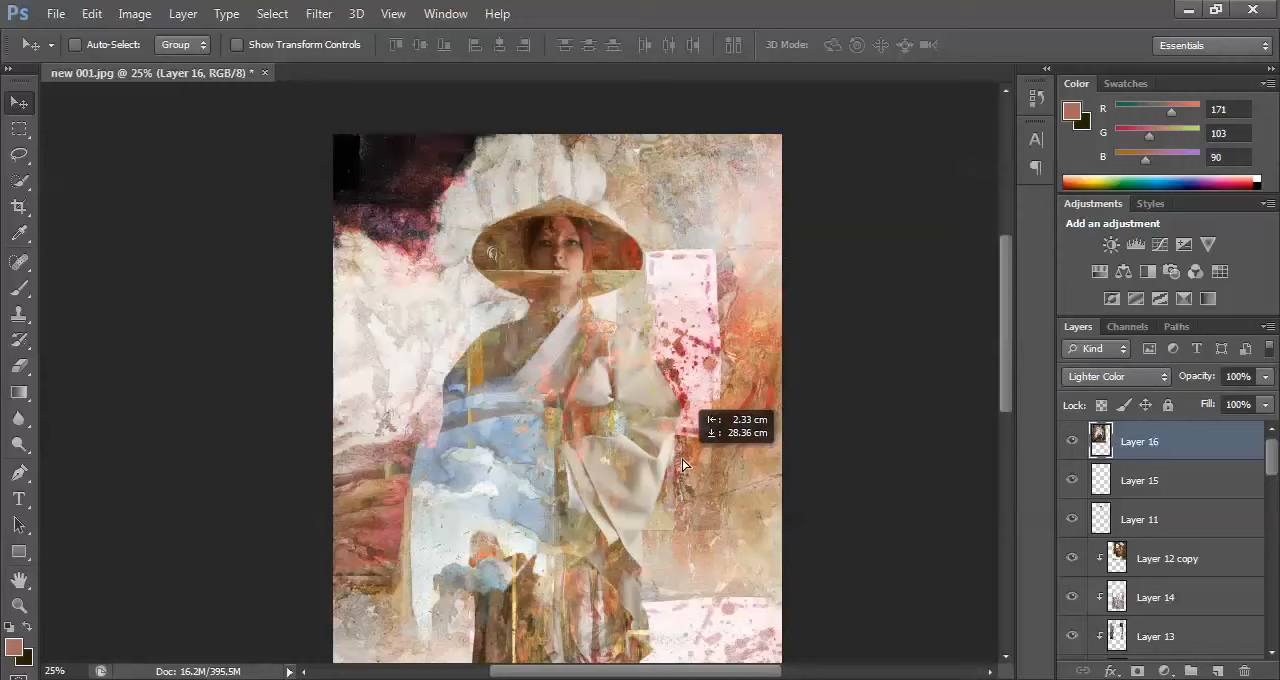 Ps File Edit Image Layer Type Select Filter 3D View Window Help
Auto-Select: Group Show Transform Controls 3D Mode: Essentials
new 001.jpg @ 25% (Layer 16, RGB/8) * ×
Color Swatches
R 171
G 103
B 90
Adjustments Styles
Add an adjustment
Layers Channels Paths
Kind
Lighter Color Opacity: 100%
Lock: Fill: 100%
2.33 cm
28.36 cm
Layer 16
Layer 15
Layer 11
Layer 12 copy
Layer 14
Layer 13
25% Doc: 16.2M/395.5M